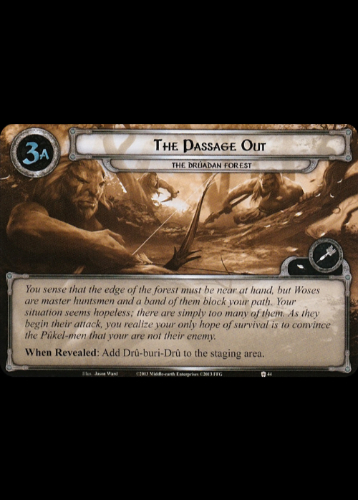 3A
The Passage Out
The Drúadan Forest
You sense that the edge of the forest must be near at hand, but Woses
are master huntsmen and a band of them block your path. Your
situation seems hopeless; there are simply too many of them. As they
begin their attack, you realize your only hope of survival is to convince
the Púkel-men that your are not their enemy.
When Revealed: Add Drû-buri-Drû to the staging area.
Illus. Jason Ward ©2013 Middle-earth Enterprises ©2013 FFG